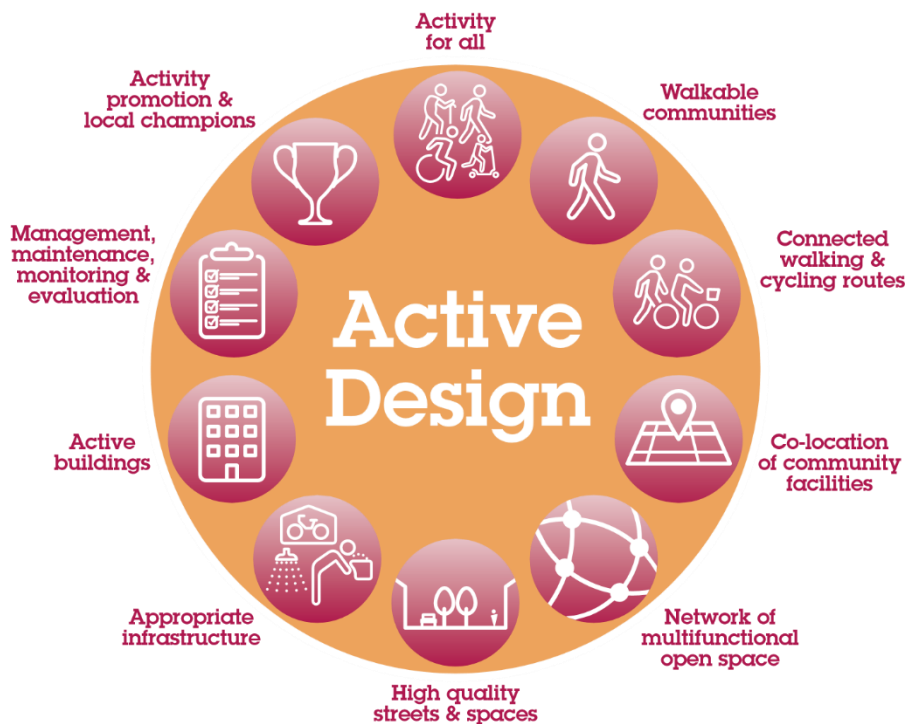 Activity
for all
Walkable
communities
Connected
walking &
cycling routes
Co-location
of community
facilities
Network of
multifunctional
open space
High quality
streets & spaces
Appropriate
infrastructure
Active
buildings
Management,
maintenance,
monitoring &
evaluation
Activity
promotion &
local champions
Active
Design